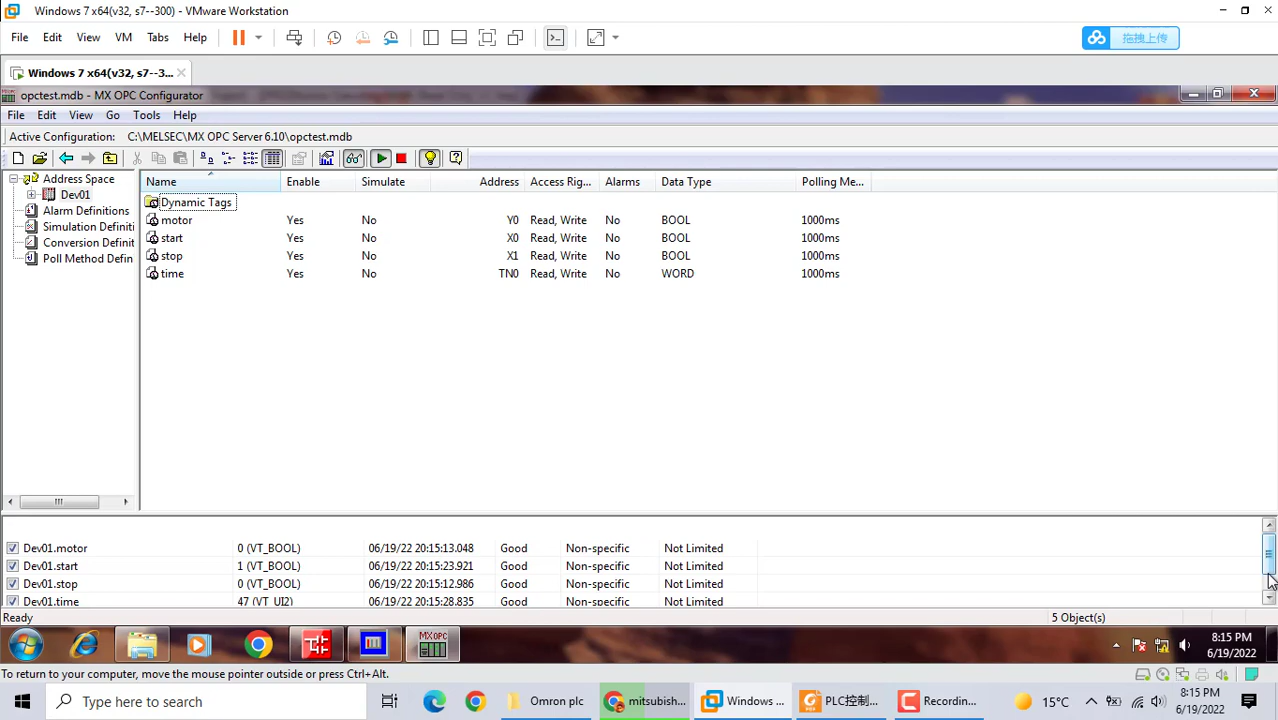 Windows 7 x64(v32, s7--300) - VMware Workstation
File Edit View VM Tabs Help
拖拽上传
Windows 7 x64(v32, s7--3...
opctest.mdb - MX OPC Configurator
File Edit View Go Tools Help
Active Configuration: C:\MELSEC\MX OPC Server 6.10\opctest.mdb
Address Space
Dev01
Alarm Definitions
Simulation Definiti
Conversion Definit
Poll Method Defin
Name Enable Simulate Address Access Rig... Alarms Data Type Polling Me...
Dynamic Tags
motor Yes No Y0 Read, Write No BOOL 1000ms
start Yes No X0 Read, Write No BOOL 1000ms
stop Yes No X1 Read, Write No BOOL 1000ms
time Yes No TN0 Read, Write No WORD 1000ms
Dev01.motor 0 (VT_BOOL) 06/19/22 20:15:13.048 Good Non-specific Not Limited
Dev01.start 1 (VT_BOOL) 06/19/22 20:15:23.921 Good Non-specific Not Limited
Dev01.stop 0 (VT_BOOL) 06/19/22 20:15:12.986 Good Non-specific Not Limited
Dev01.time 47 (VT_UI2) 06/19/22 20:15:28.835 Good Non-specific Not Limited
Ready 5 Object(s)
MX OPC
8:15 PM
6/19/2022
To return to your computer, move the mouse pointer outside or press Ctrl+Alt.
Type here to search
Omron plc
mitsubish...
Windows ...
PLC控制...
Recordin...
15°C
8:15 PM
6/19/2022